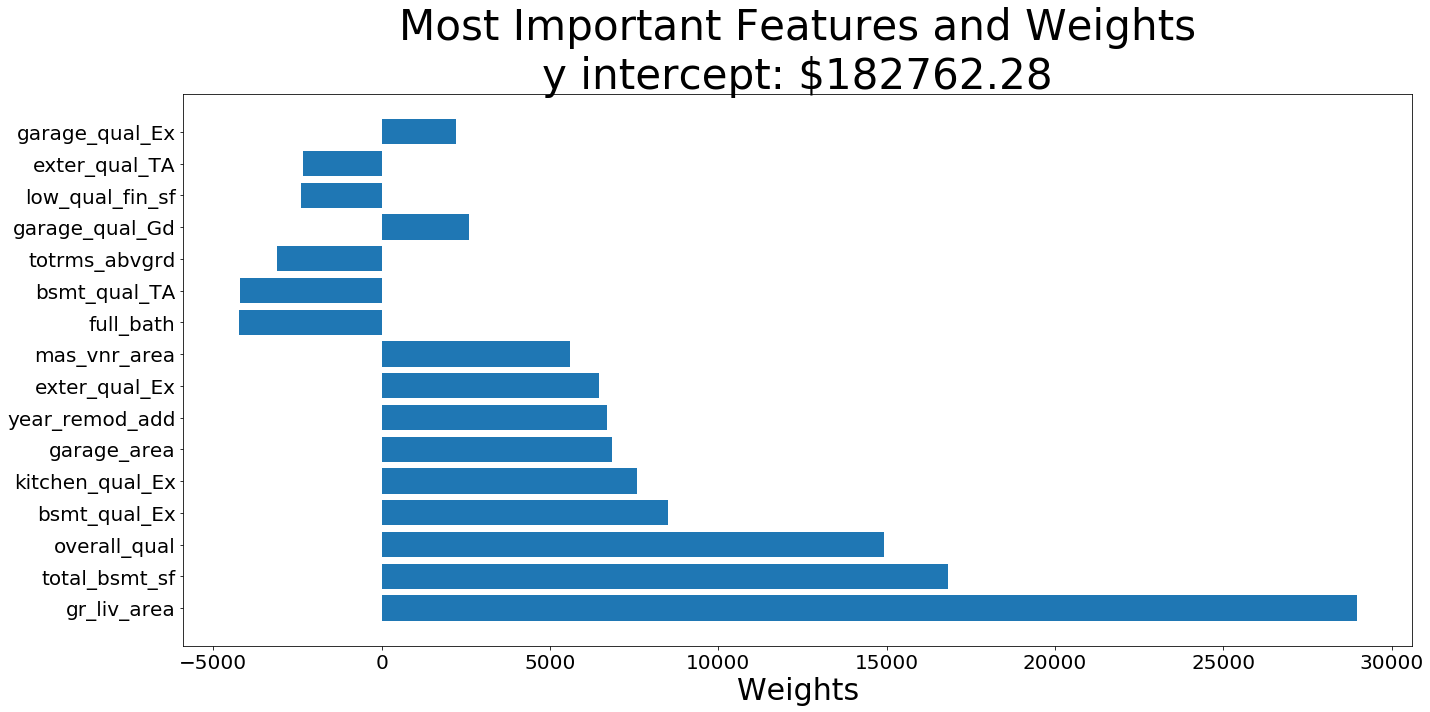 Most Important Features and Weights
y intercept: $182762.28
garage_qual_Ex
exter_qual_TA
low_qual_fin_sf
garage_qual_Gd
totrms_abvgrd
bsmt_qual_TA
full_bath
mas_vnr_area
exter_qual_Ex
year_remod_add
garage_area
kitchen_qual_Ex
bsmt_qual_Ex
overall_qual
total_bsmt_sf
gr_liv_area
−5000 0 5000 10000 15000 20000 25000 30000
Weights